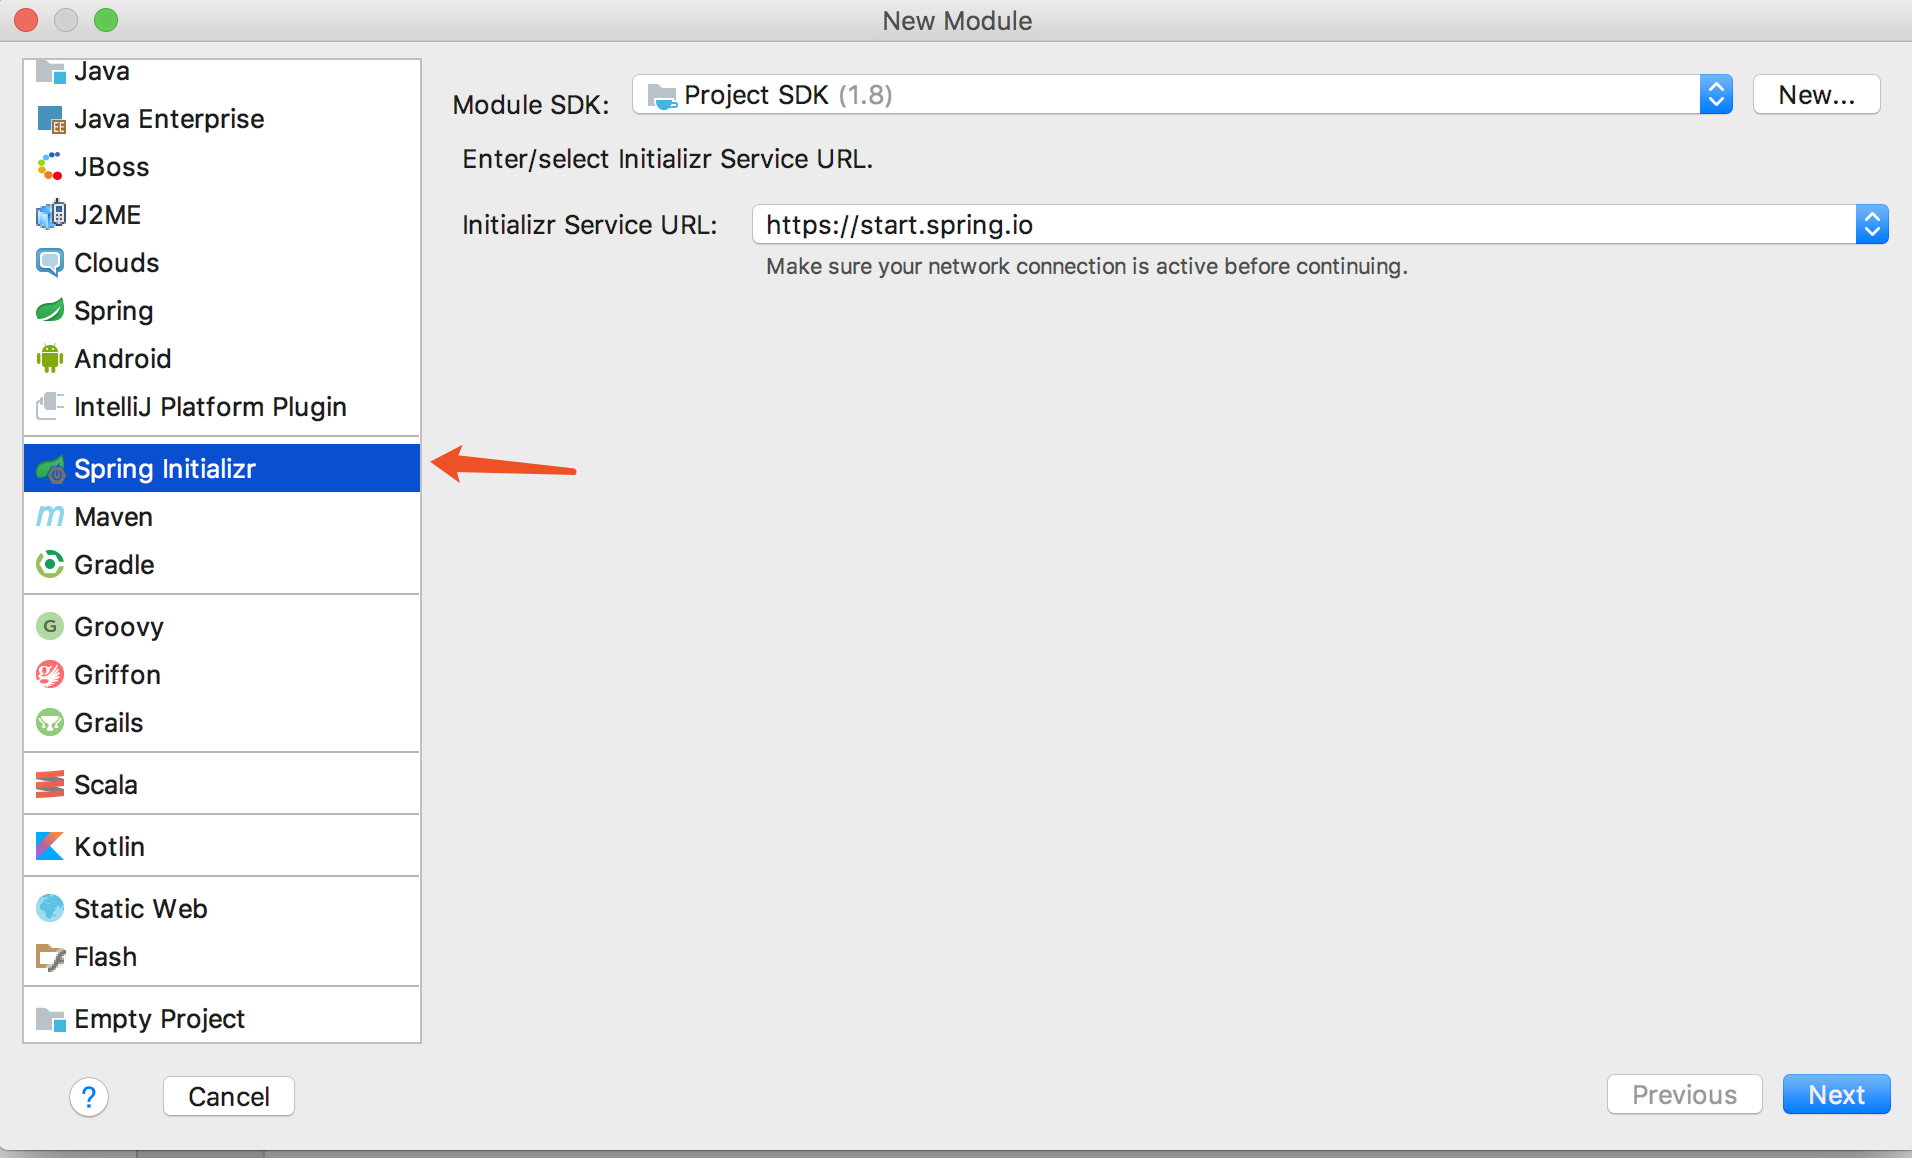 New Module
Java
Java Enterprise
JBoss
J2ME
Clouds
Spring
Android
IntelliJ Platform Plugin
Spring Initializr
Maven
Gradle
G Groovy
Griffon
Grails
Scala
Kotlin
Static Web
Flash
Empty Project
Module SDK: Project SDK (1.8) New...
Enter/select Initializr Service URL.
Initializr Service URL: https://start.spring.io
Make sure your network connection is active before continuing.
? Cancel Previous Next